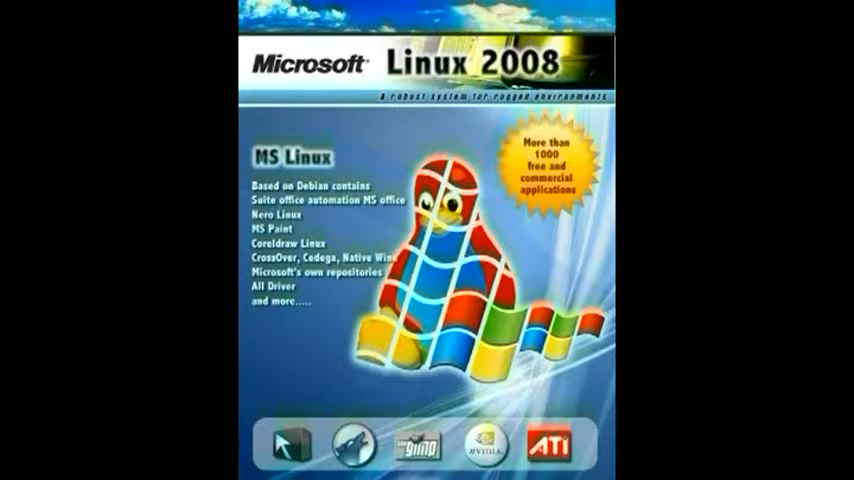 Microsoft Linux 2008
A robust system for rugged environments
MS Linux
More than
1000
free and
commercial
applications
Based on Debian contains
Suite office automation MS office
Nero Linux
MS Paint
Coreldraw Linux
CrossOver, Cedega, Native Wine
Microsoft's own repositories
All Driver
and more.....
the gimp
NVIDIA
ATi